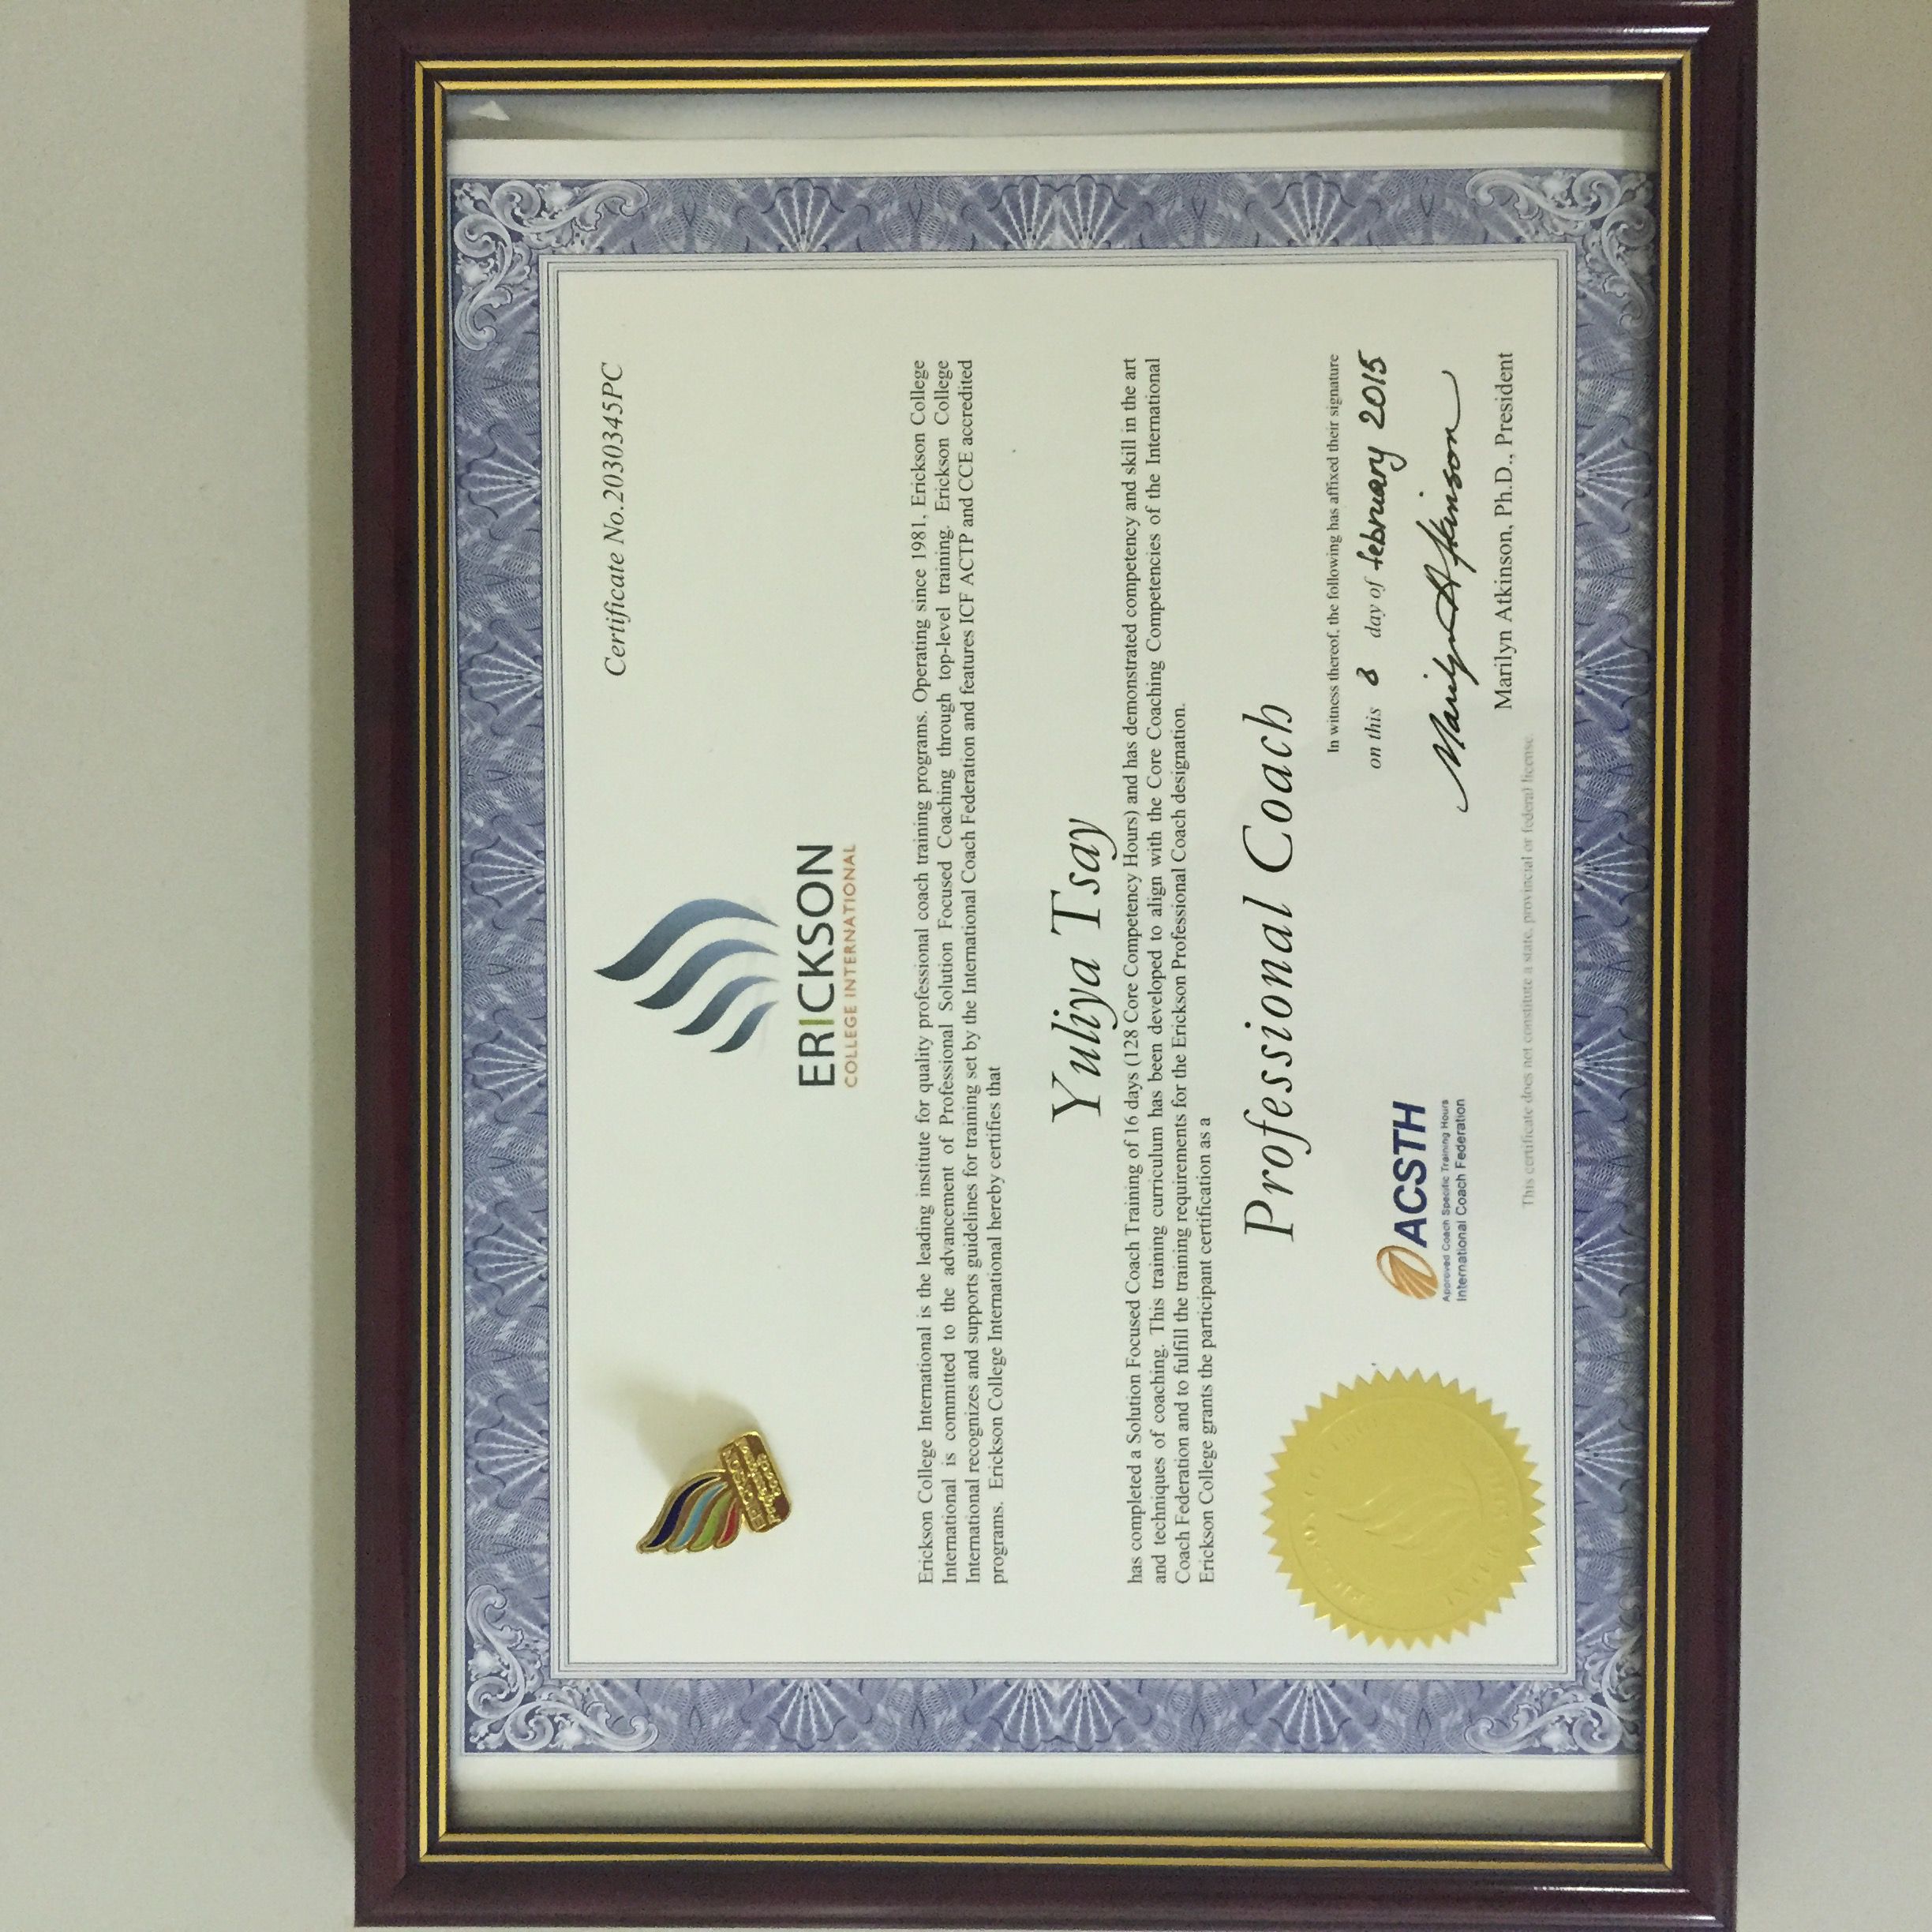 Certificate No.2030345PC
ERICKSON
Professional
coach
ERICKSON
COLLEGE INTERNATIONAL
Erickson College International is the leading institute for quality professional coach training programs. Operating since 1981, Erickson College
International is committed to the advancement of Professional Solution Focused Coaching through top-level training. Erickson College
International recognizes and supports guidelines for training set by the International Coach Federation and features ICF ACTP and CCE accredited
programs. Erickson College International hereby certifies that
Yuliya Tsay
has completed a Solution Focused Coach Training of 16 days (128 Core Competency Hours) and has demonstrated competency and skill in the art
and techniques of coaching. This training curriculum has been developed to align with the Core Coaching Competencies of the International
Coach Federation and to fulfill the training requirements for the Erickson Professional Coach designation.
Erickson College grants the participant certification as a
Professional Coach
In witness thereof, the following has affixed their signature
on this 8 day of february 2015
ACSTH
Approved Coach Specific Training Hours
International Coach Federation
Marilyn Atkinson
Marilyn Atkinson, Ph.D., President
This certificate does not constitute a state, provincial or federal license.